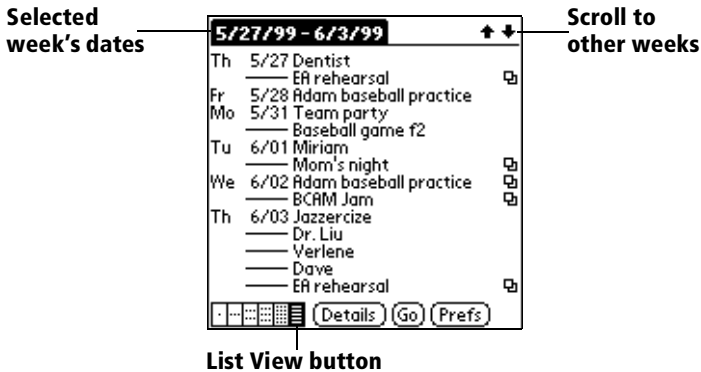 Selected
week's dates
5/27/99 - 6/3/99
Scroll to
other weeks
Th 5/27 Dentist
EA rehearsal
Fr 5/28 Adam baseball practice
Mo 5/31 Team party
Baseball game f2
Tu 6/01 Miriam
Mom's night
We 6/02 Adam baseball practice
BCAM Jam
Th 6/03 Jazzercize
Dr. Liu
Verlene
Dave
EA rehearsal
Details Go Prefs
List View button